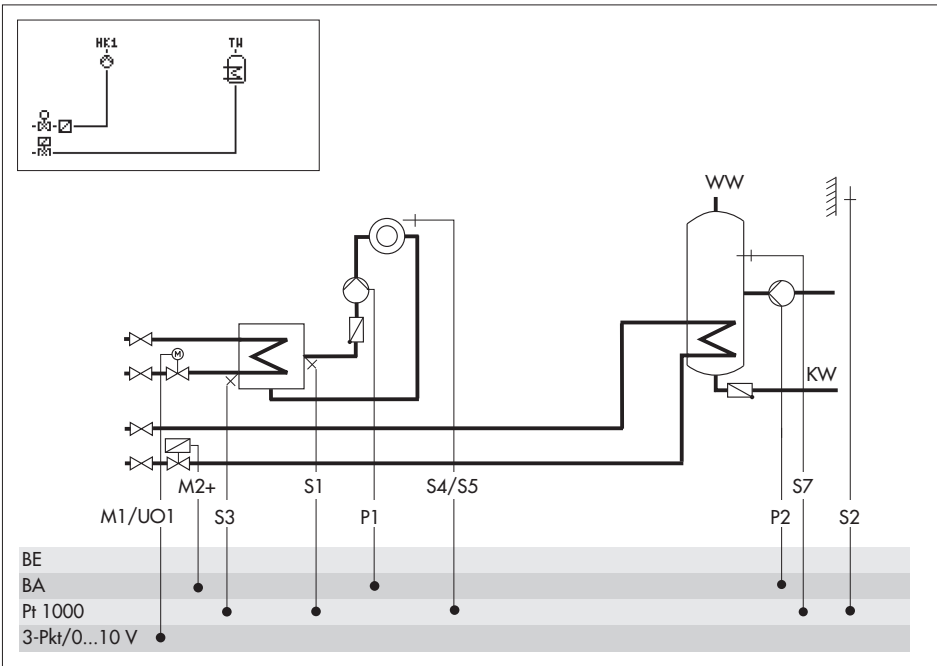 HK1 TW
WW
M
KW
M2+ S1 S4/S5 S7
M1/UO1 S3 P1 P2 S2
BE
BA
Pt 1000
3-Pkt/0...10 V